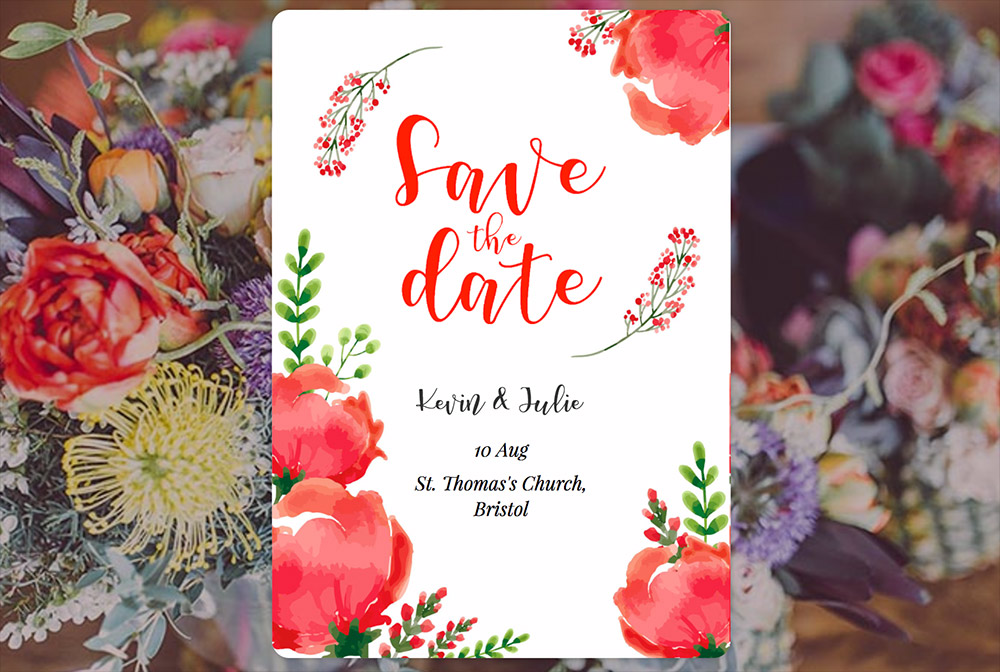 Save
the
date
Kevin & Julie
10 Aug
St. Thomas's Church,
Bristol